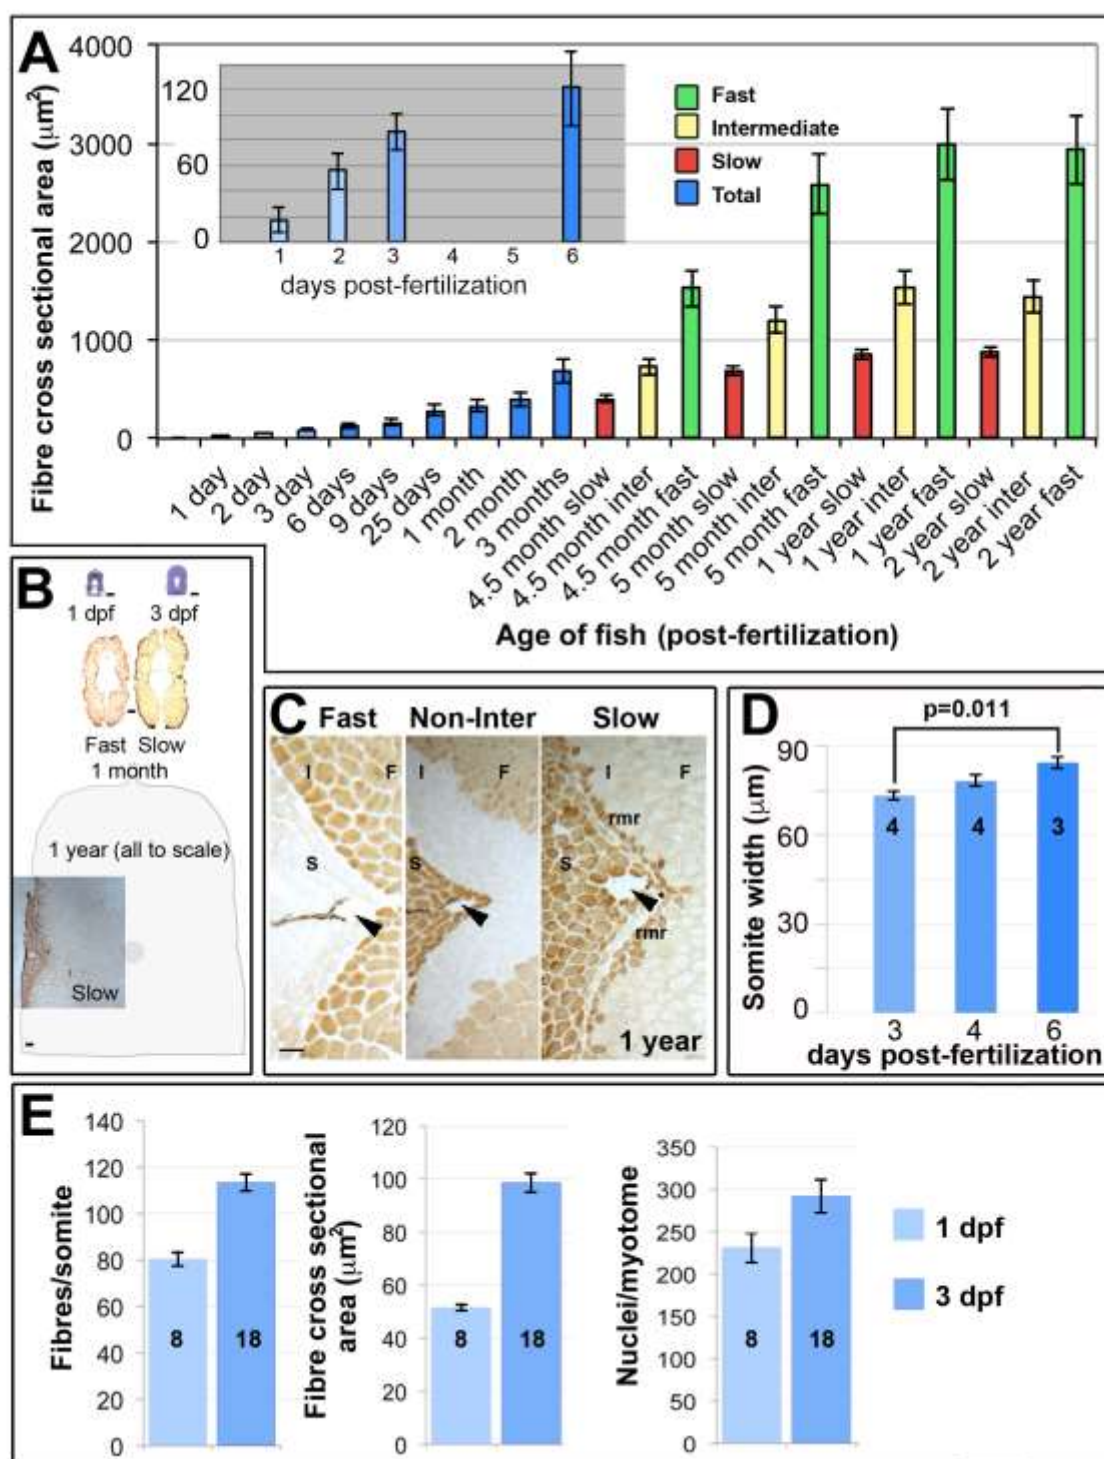 A
Fibre cross sectional area (µm²)
4000
3000
2000
1000
0
120
60
0
1
2
3
4
5
6
days post-fertilization
Fast
Intermediate
Slow
Total
1 day
2 day
3 day
6 days
9 days
25 days
1 month
2 month
3 months
4.5 month slow
4.5 month inter
4.5 month fast
5 month slow
5 month inter
5 month fast
1 year slow
1 year inter
1 year fast
2 year slow
2 year inter
2 year fast
Age of fish (post-fertilization)
B
1 dpf 3 dpf
Fast Slow
1 month
1 year (all to scale)
Slow
C
Fast Non-Inter Slow
I F I F I F
rmr
S S S
rmr
1 year
D
p=0.011
Somite width (µm)
90
60
30
0
4 4 3
3 4 6
days post-fertilization
E
Fibres/somite
140
120
100
80
60
40
20
0
8 18
Fibre cross sectional
area (µm²)
120
100
80
60
40
20
0
8 18
Nuclei/myotome
350
300
250
200
150
100
50
0
8 18
1 dpf
3 dpf